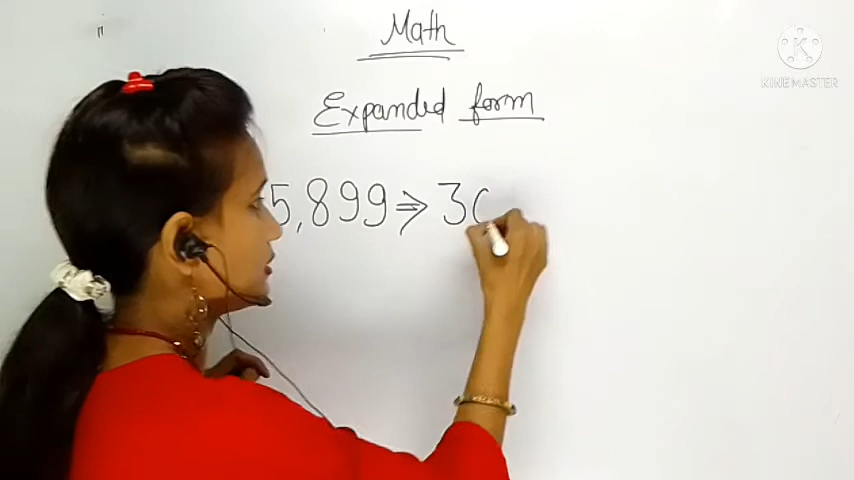 Math
Expanded form
5,899 ⇒ 30
KINEMASTER